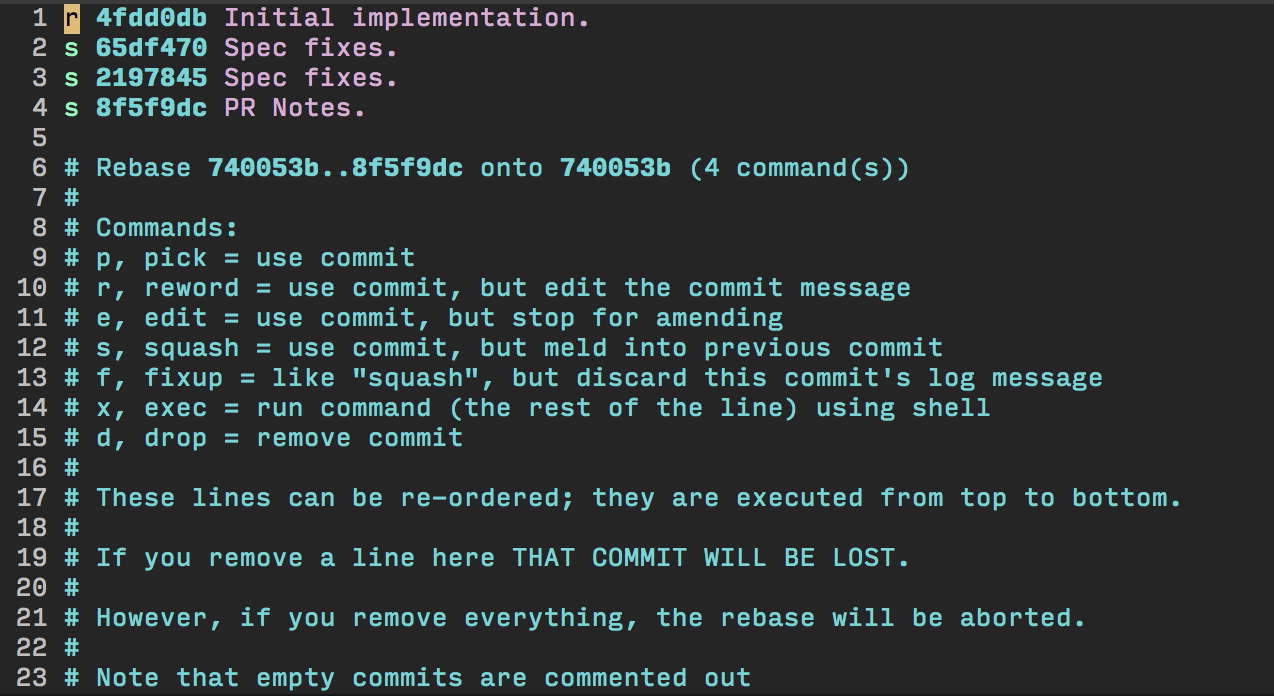 1 r 4fdd0db Initial implementation.
2 s 65df470 Spec fixes.
3 s 2197845 Spec fixes.
4 s 8f5f9dc PR Notes.
5
6 # Rebase 740053b..8f5f9dc onto 740053b (4 command(s))
7 #
8 # Commands:
9 # p, pick = use commit
10 # r, reword = use commit, but edit the commit message
11 # e, edit = use commit, but stop for amending
12 # s, squash = use commit, but meld into previous commit
13 # f, fixup = like "squash", but discard this commit's log message
14 # x, exec = run command (the rest of the line) using shell
15 # d, drop = remove commit
16 #
17 # These lines can be re-ordered; they are executed from top to bottom.
18 #
19 # If you remove a line here THAT COMMIT WILL BE LOST.
20 #
21 # However, if you remove everything, the rebase will be aborted.
22 #
23 # Note that empty commits are commented out